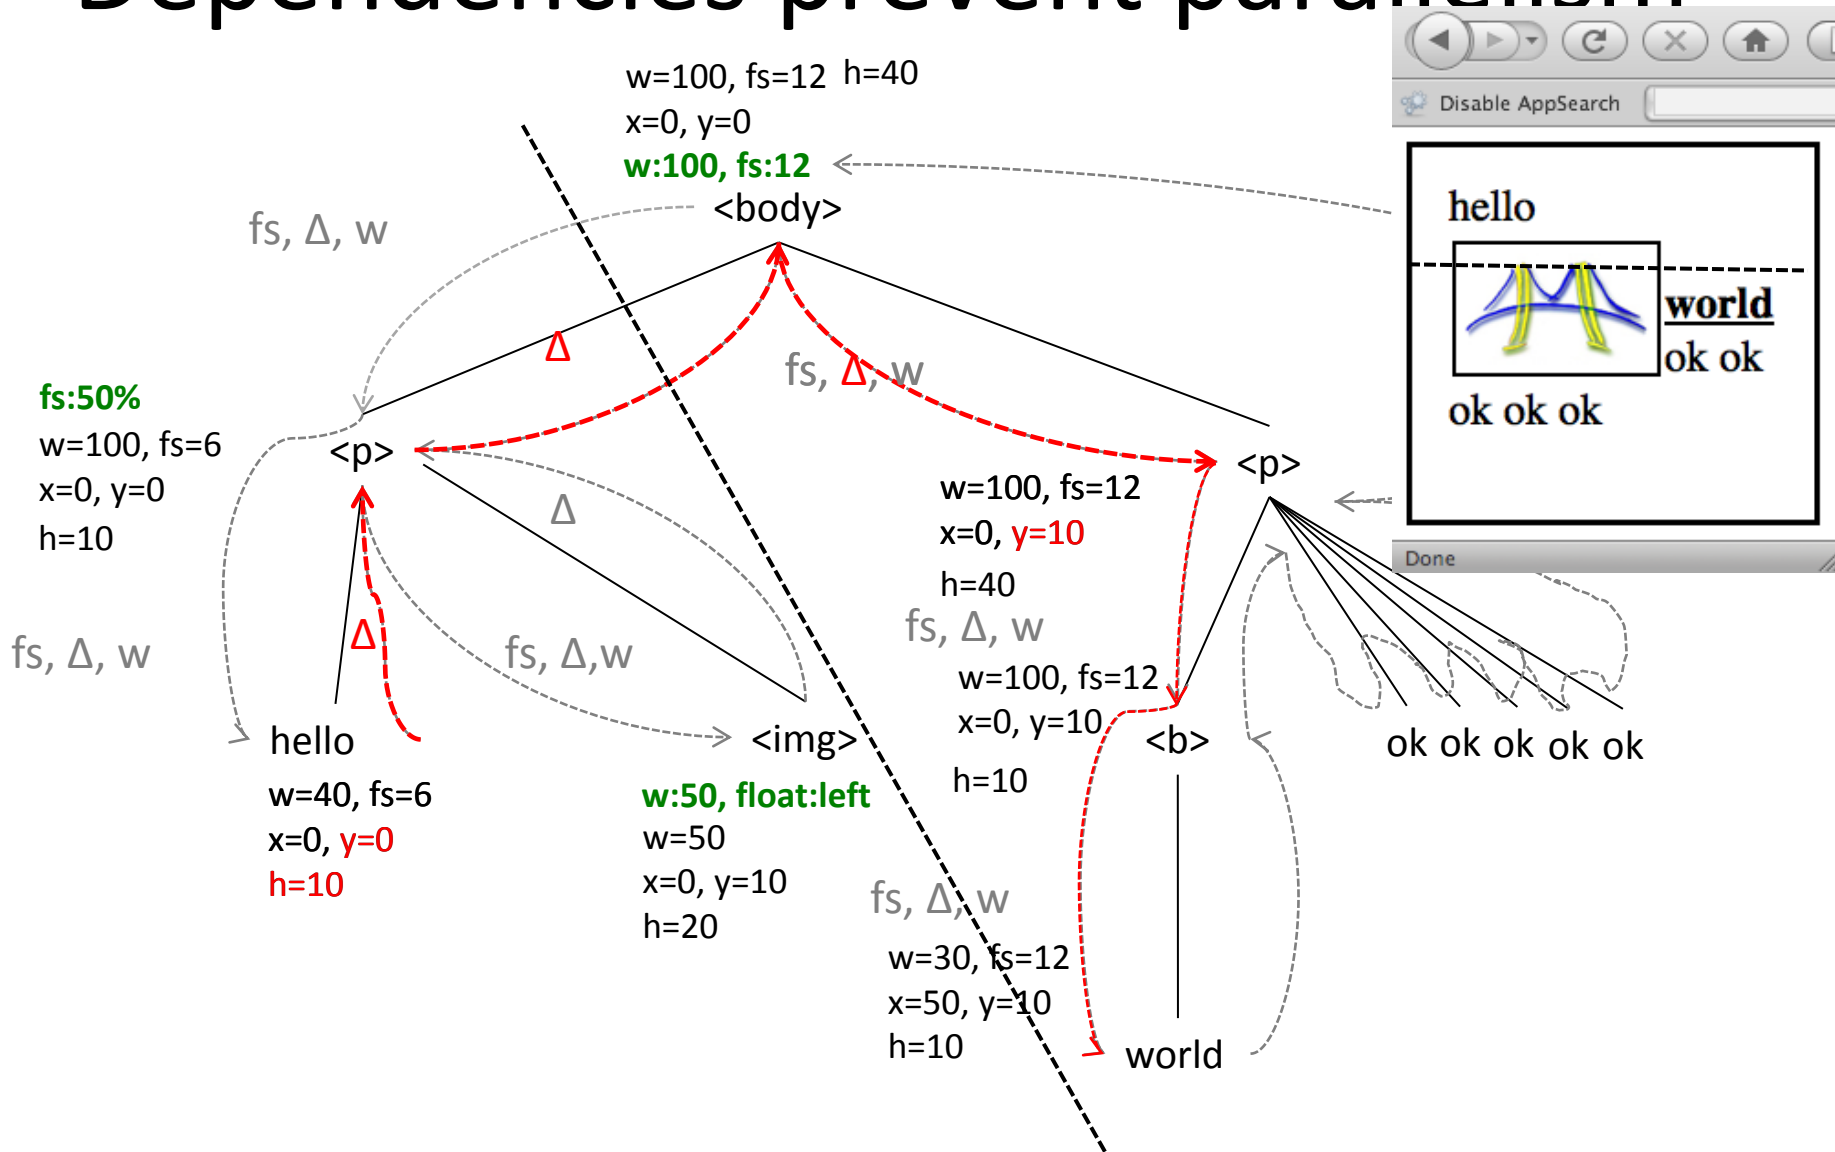 Dependencies prevent parallelism
w=100, fs=12 h=40
x=0, y=0
w:100, fs:12
<body>
Disable AppSearch
hello
world
ok ok
ok ok ok
Done
fs, Δ, w
Δ
fs, Δ, w
fs:50%
w=100, fs=6
x=0, y=0
h=10
<p>
Δ
<p>
w=100, fs=12
x=0, y=10
h=40
fs, Δ, w
Δ
fs, Δ,w
fs, Δ, w
w=100, fs=12
x=0, y=10
h=10
hello
<img>
<b>
ok ok ok ok ok
w=40, fs=6
x=0, y=0
h=10
w:50, float:left
w=50
x=0, y=10
h=20
fs, Δ, w
w=30, fs=12
x=50, y=10
h=10
world